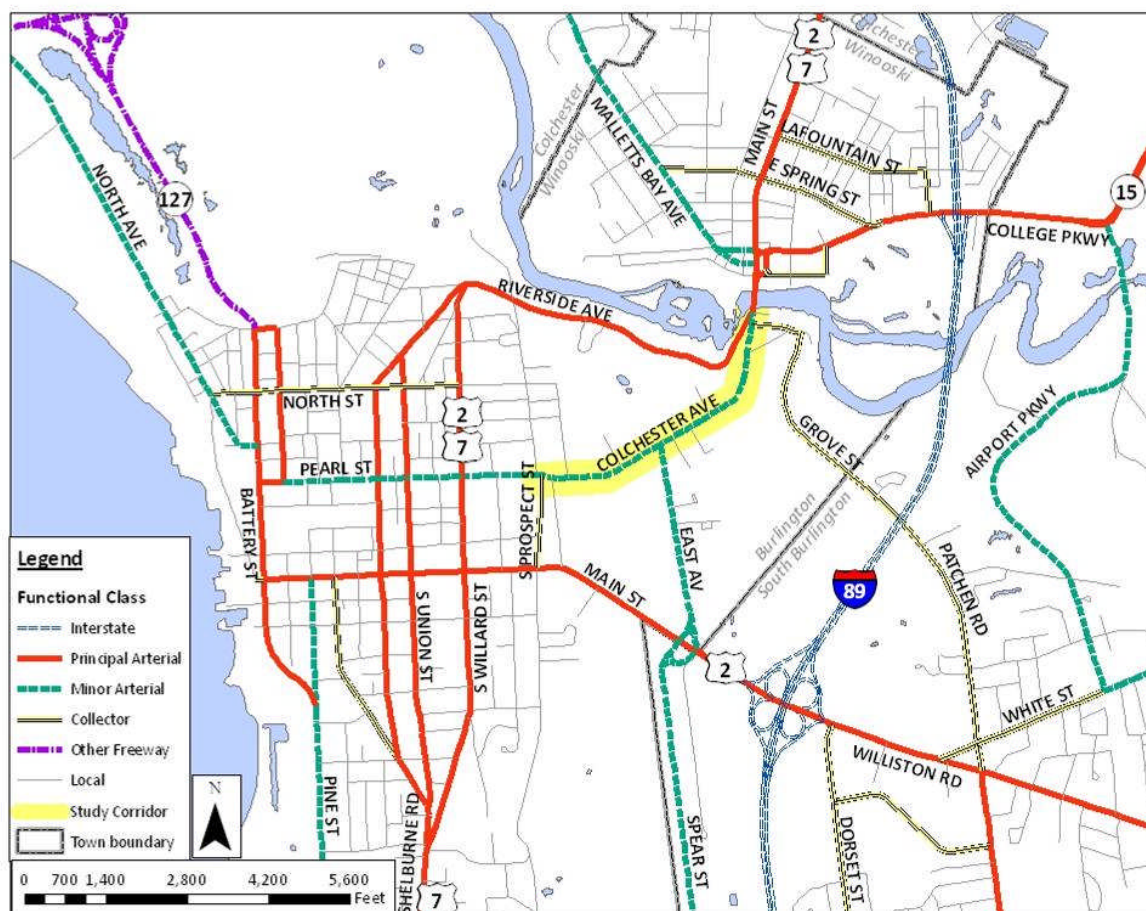 2
7
Colchester
Winooski
Colchester
Winooski
MALLETTS BAY AVE
MAIN ST
LAFOUNTAIN ST
E SPRING ST
15
COLLEGE PKWY
127
NORTH AVE
RIVERSIDE AVE
NORTH ST
2
7
COLCHESTER AVE
GROVE ST
AIRPORT PKWY
PEARL ST
S PROSPECT ST
BATTERY ST
EAST AV
Burlington
South Burlington
PATCHEN RD
MAIN ST
89
S UNION ST
S WILLARD ST
2
WHITE ST
WILLISTON RD
PINE ST
SHELBURNE RD
7
SPEAR ST
DORSET ST
Legend
Functional Class
Interstate
Principal Arterial
Minor Arterial
Collector
Other Freeway
Local
Study Corridor
Town boundary
N
0 700 1,400 2,800 4,200 5,600
Feet